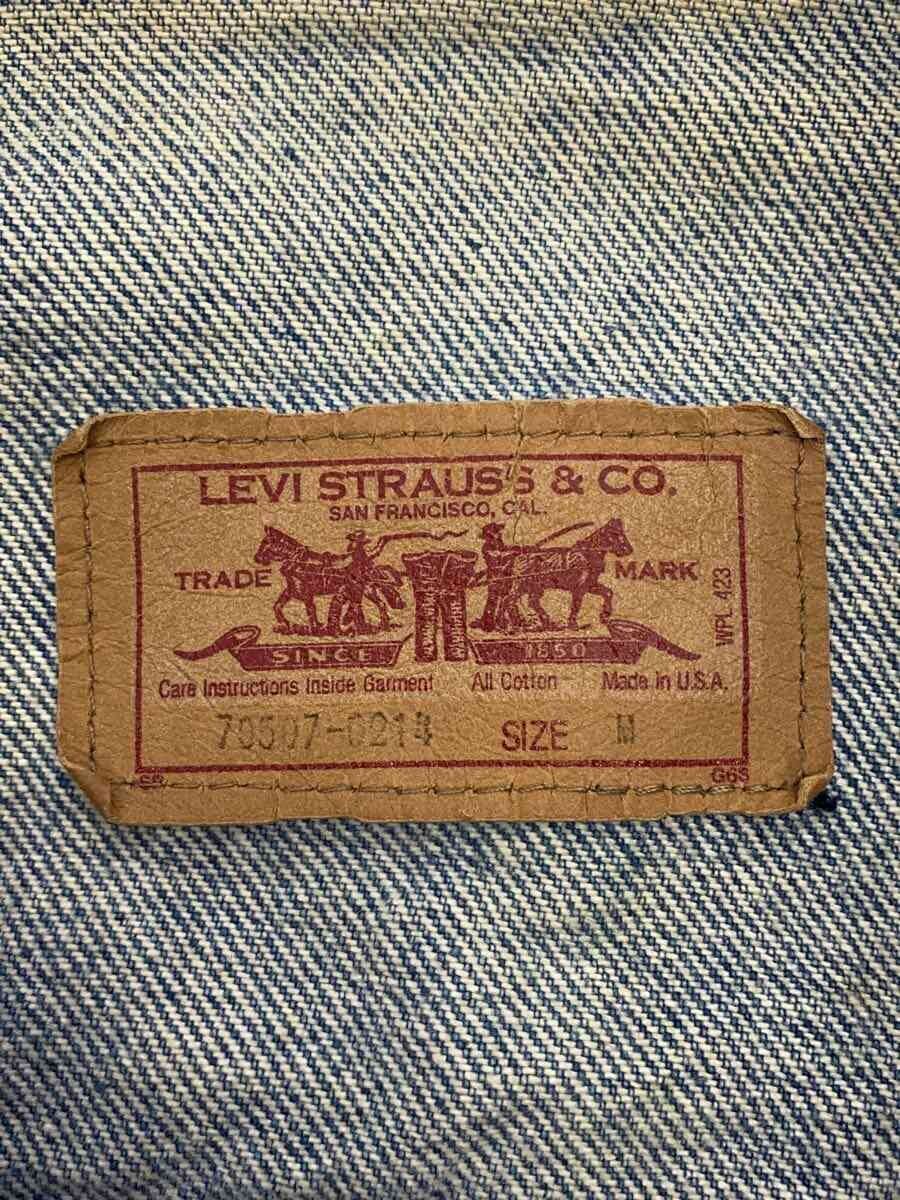 LEVI STRAUSS & CO.
SAN FRANCISCO, CAL.
TRADE MARK
WPL 423
SINCE 1850
Care Instructions Inside Garment All Cotton Made in U.S.A.
70507-0214 SIZE M